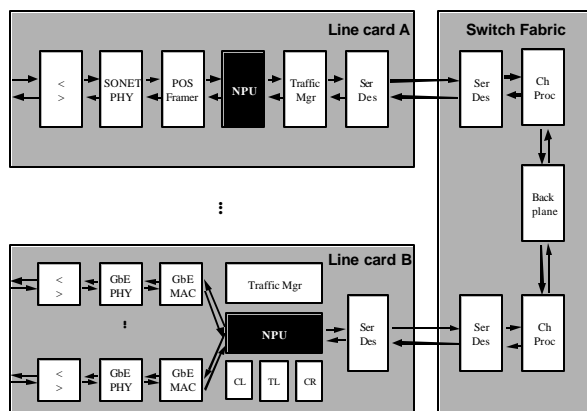 Line card A
Switch Fabric
<
>
SONET
PHY
POS
Framer
NPU
Traffic
Mgr
Ser
Des
Ser
Des
Ch
Proc
Back
plane
Line card B
<
>
GbE
PHY
GbE
MAC
Traffic Mgr
NPU
Ser
Des
Ser
Des
Ch
Proc
<
>
GbE
PHY
GbE
MAC
CL
TL
CR